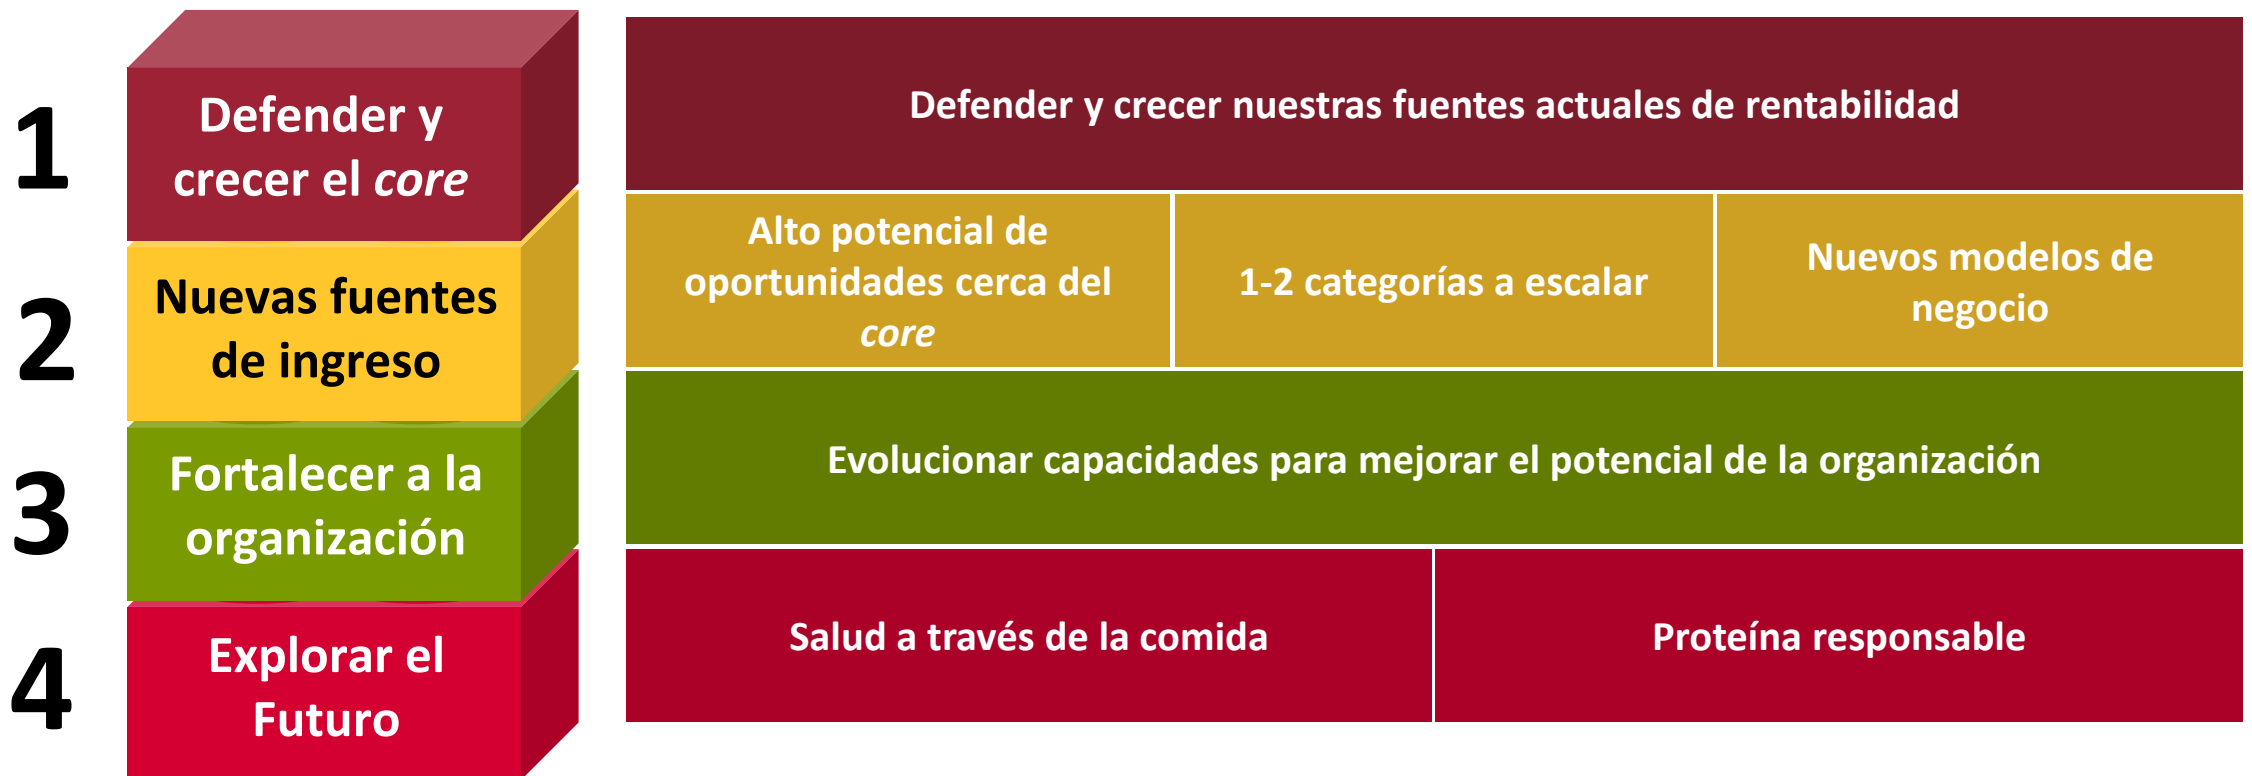 1
Defender y
crecer el core
Defender y crecer nuestras fuentes actuales de rentabilidad
2
Nuevas fuentes
de ingreso
Alto potencial de
oportunidades cerca del
core
1-2 categorías a escalar
Nuevos modelos de
negocio
3
Fortalecer a la
organización
Evolucionar capacidades para mejorar el potencial de la organización
4
Explorar el
Futuro
Salud a través de la comida
Proteína responsable